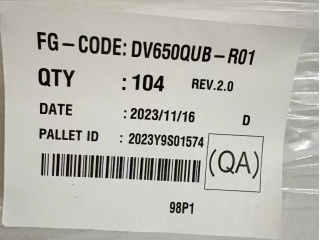 FG-CODE: DV650QUB-R01
QTY : 104 REV.2.0
DATE : 2023/11/16 D
PALLET ID : 2023Y9S01574
(QA)
98P1